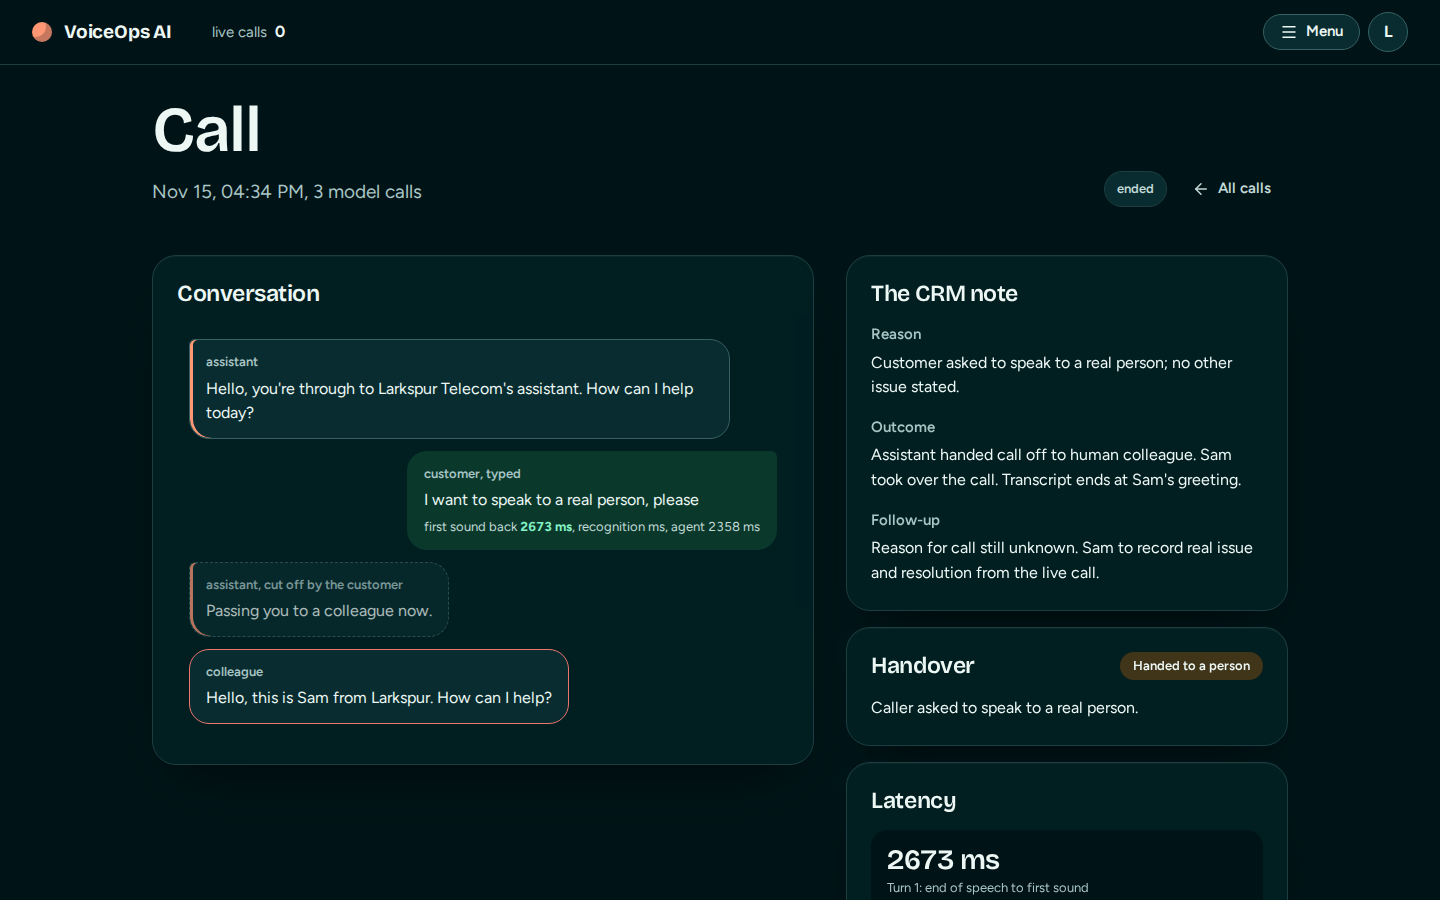 VoiceOps AI
live calls 0
Menu
L
Call
Nov 15, 04:34 PM, 3 model calls
ended
All calls
Conversation
assistant
Hello, you're through to Larkspur Telecom's assistant. How can I help
today?
customer, typed
I want to speak to a real person, please
first sound back 2673 ms, recognition ms, agent 2358 ms
assistant, cut off by the customer
Passing you to a colleague now.
colleague
Hello, this is Sam from Larkspur. How can I help?
The CRM note
Reason
Customer asked to speak to a real person; no other
issue stated.
Outcome
Assistant handed call off to human colleague. Sam
took over the call. Transcript ends at Sam's greeting.
Follow-up
Reason for call still unknown. Sam to record real issue
and resolution from the live call.
Handover
Handed to a person
Caller asked to speak to a real person.
Latency
2673 ms
Turn 1: end of speech to first sound